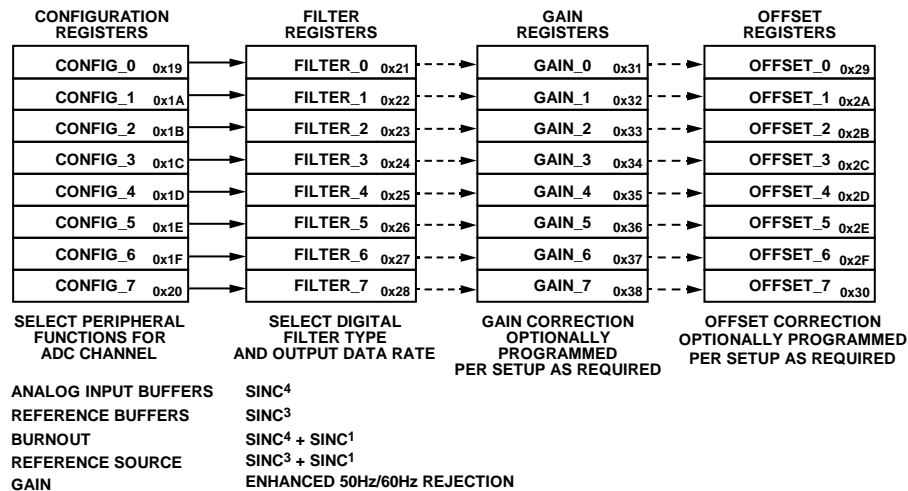 CONFIGURATION REGISTERS
FILTER REGISTERS
GAIN REGISTERS
OFFSET REGISTERS
CONFIG_0 0x19 FILTER_0 0x21 GAIN_0 0x31 OFFSET_0 0x29
CONFIG_1 0x1A FILTER_1 0x22 GAIN_1 0x32 OFFSET_1 0x2A
CONFIG_2 0x1B FILTER_2 0x23 GAIN_2 0x33 OFFSET_2 0x2B
CONFIG_3 0x1C FILTER_3 0x24 GAIN_3 0x34 OFFSET_3 0x2C
CONFIG_4 0x1D FILTER_4 0x25 GAIN_4 0x35 OFFSET_4 0x2D
CONFIG_5 0x1E FILTER_5 0x26 GAIN_5 0x36 OFFSET_5 0x2E
CONFIG_6 0x1F FILTER_6 0x27 GAIN_6 0x37 OFFSET_6 0x2F
CONFIG_7 0x20 FILTER_7 0x28 GAIN_7 0x38 OFFSET_7 0x30
SELECT PERIPHERAL
FUNCTIONS FOR
ADC CHANNEL
SELECT DIGITAL
FILTER TYPE
AND OUTPUT DATA RATE
GAIN CORRECTION
OPTIONALLY
PROGRAMMED
PER SETUP AS REQUIRED
OFFSET CORRECTION
OPTIONALLY PROGRAMMED
PER SETUP AS REQUIRED
ANALOG INPUT BUFFERS
REFERENCE BUFFERS
BURNOUT
REFERENCE SOURCE
GAIN
SINC4
SINC3
SINC4 + SINC1
SINC3 + SINC1
ENHANCED 50Hz/60Hz REJECTION